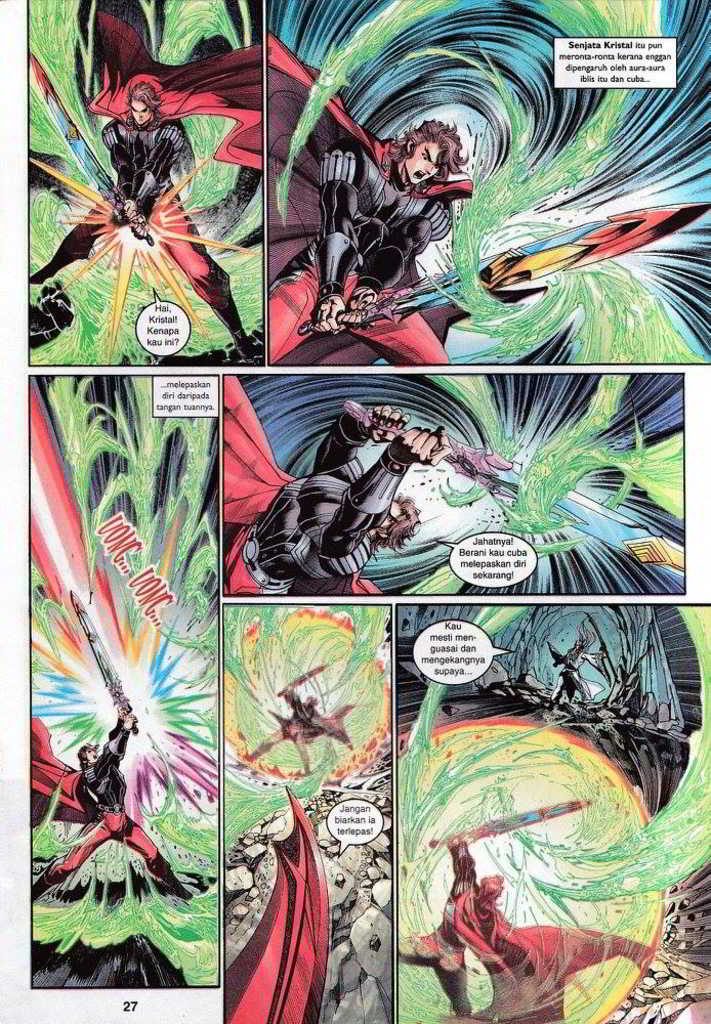 Hai,
Kristal!
Kenapa
kau ini?
Senjata Kristal itu pun
meronta-ronta kerana enggan
dipengaruh oleh aura-aura
iblis itu dan cuba...
...melepaskan
diri daripada
tangan tuannya.
UONG... UONG...
Jahatnya!
Berani kau cuba
melepaskan diri
sekarang!
Jangan
biarkan ia
terlepas!
Kau
mesti men-
guasai dan
mengekangnya
supaya...
27